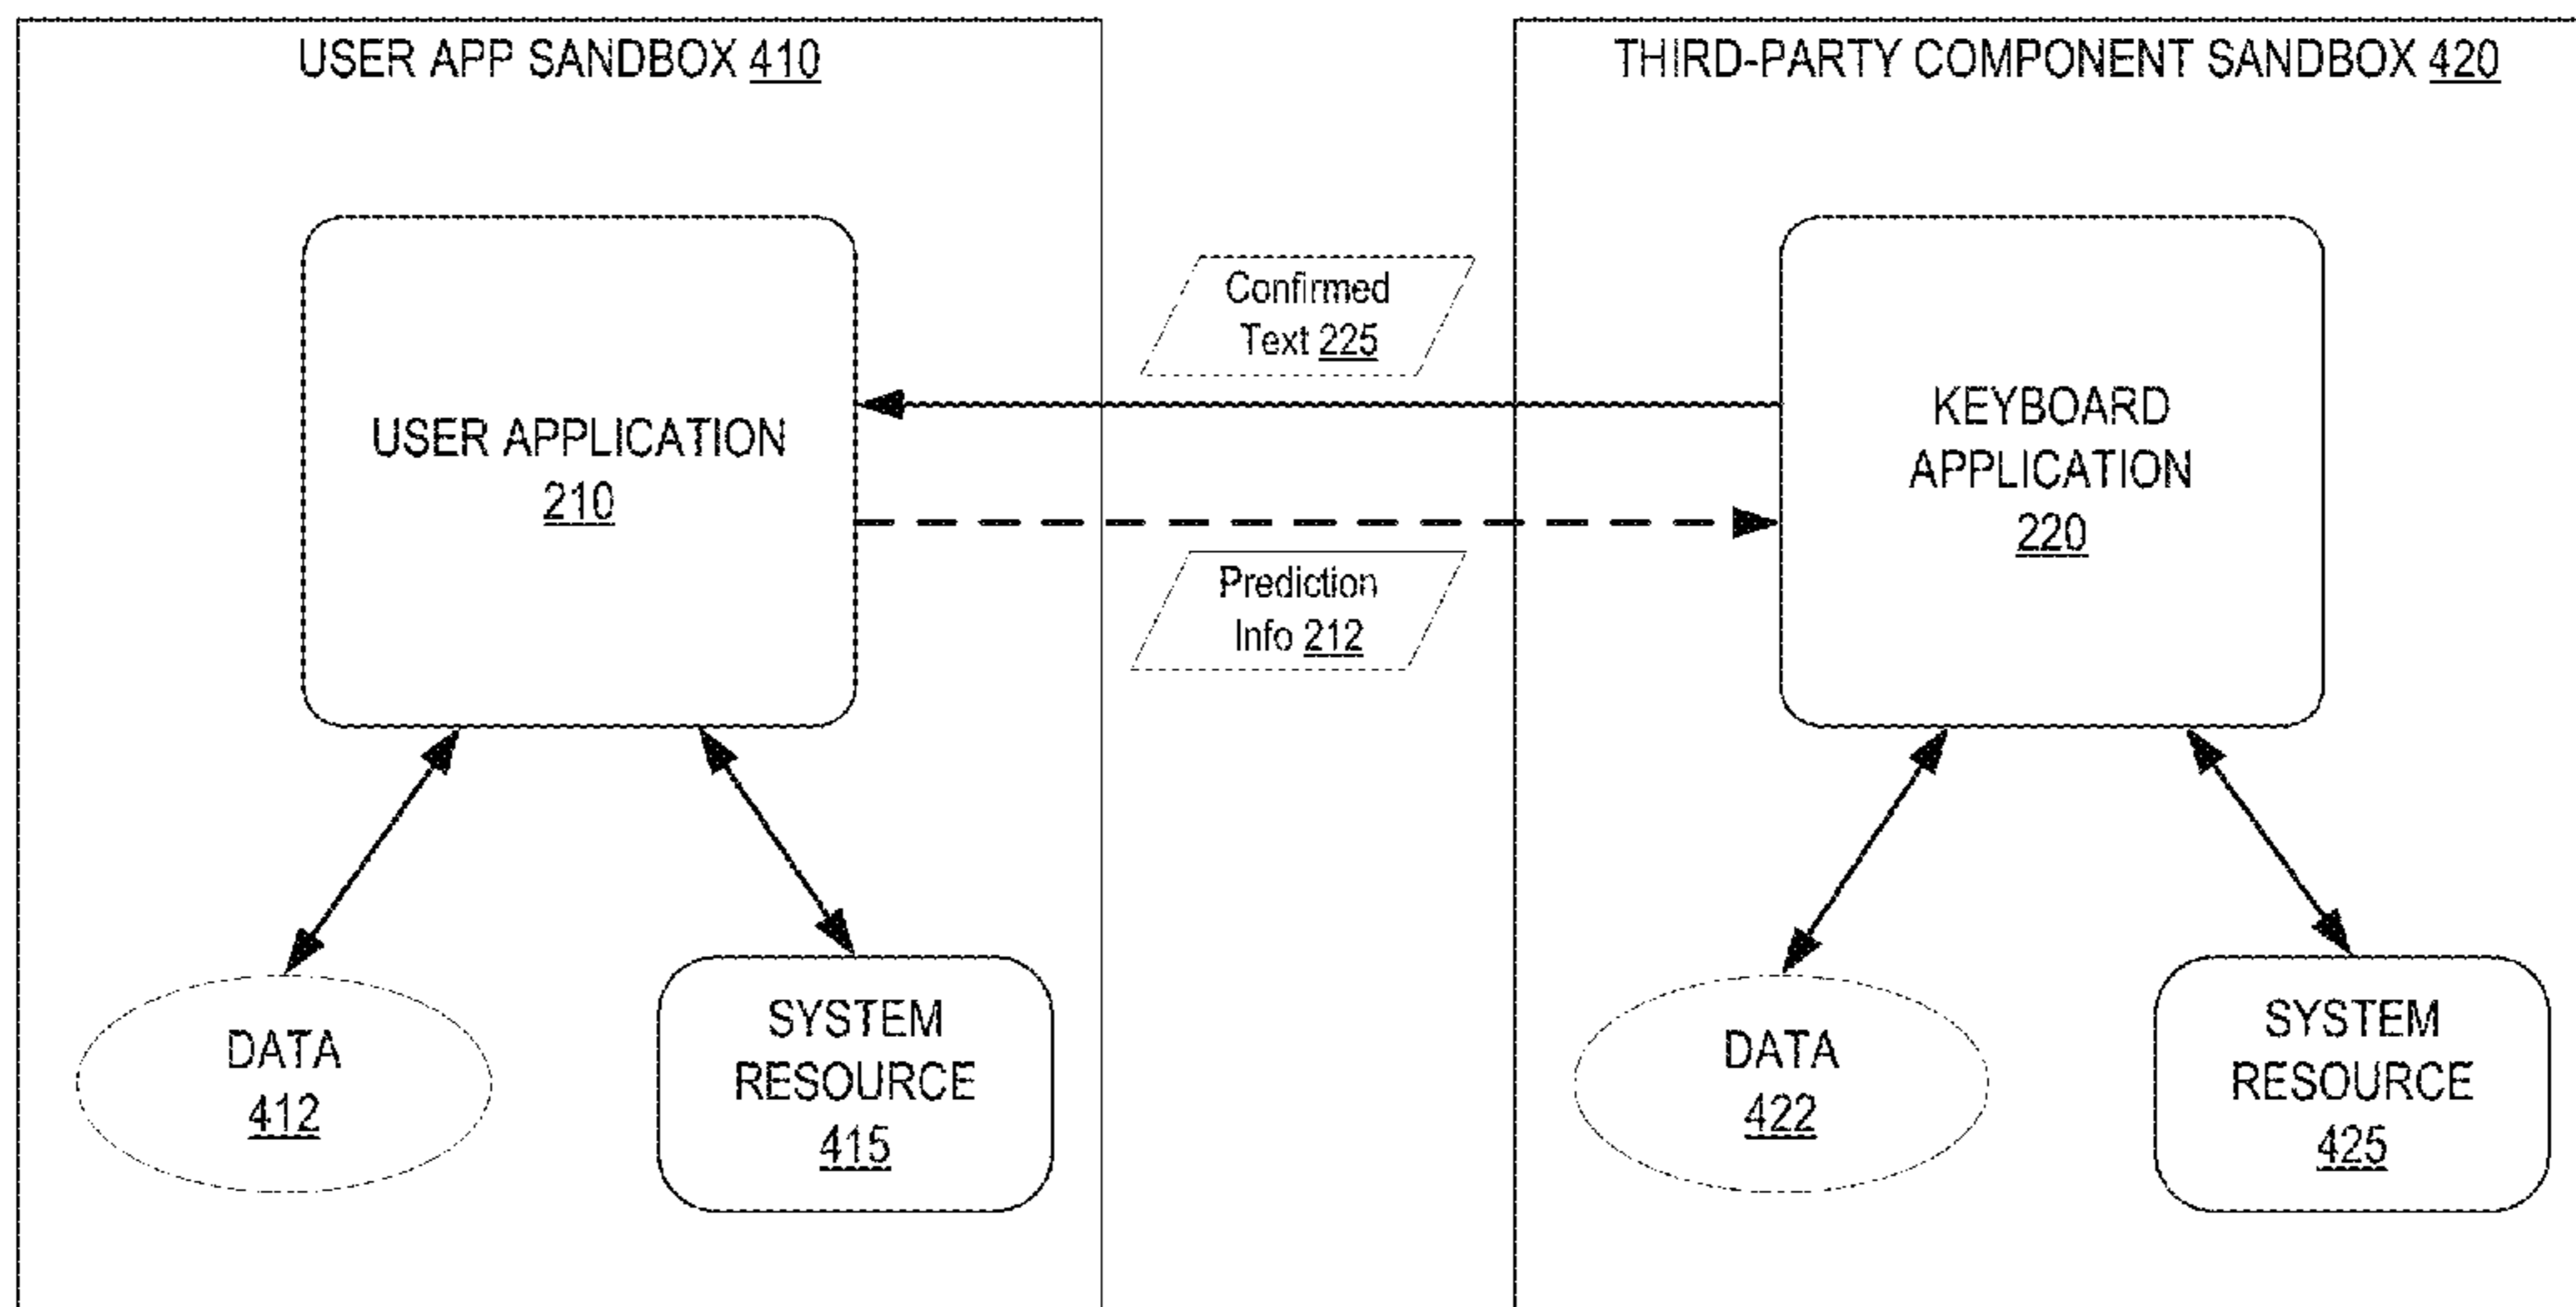 USER APP SANDBOX 410
THIRD-PARTY COMPONENT SANDBOX 420
Confirmed
Text 225
USER APPLICATION
210
KEYBOARD
APPLICATION
220
Prediction
Info 212
DATA
412
SYSTEM
RESOURCE
415
DATA
422
SYSTEM
RESOURCE
425